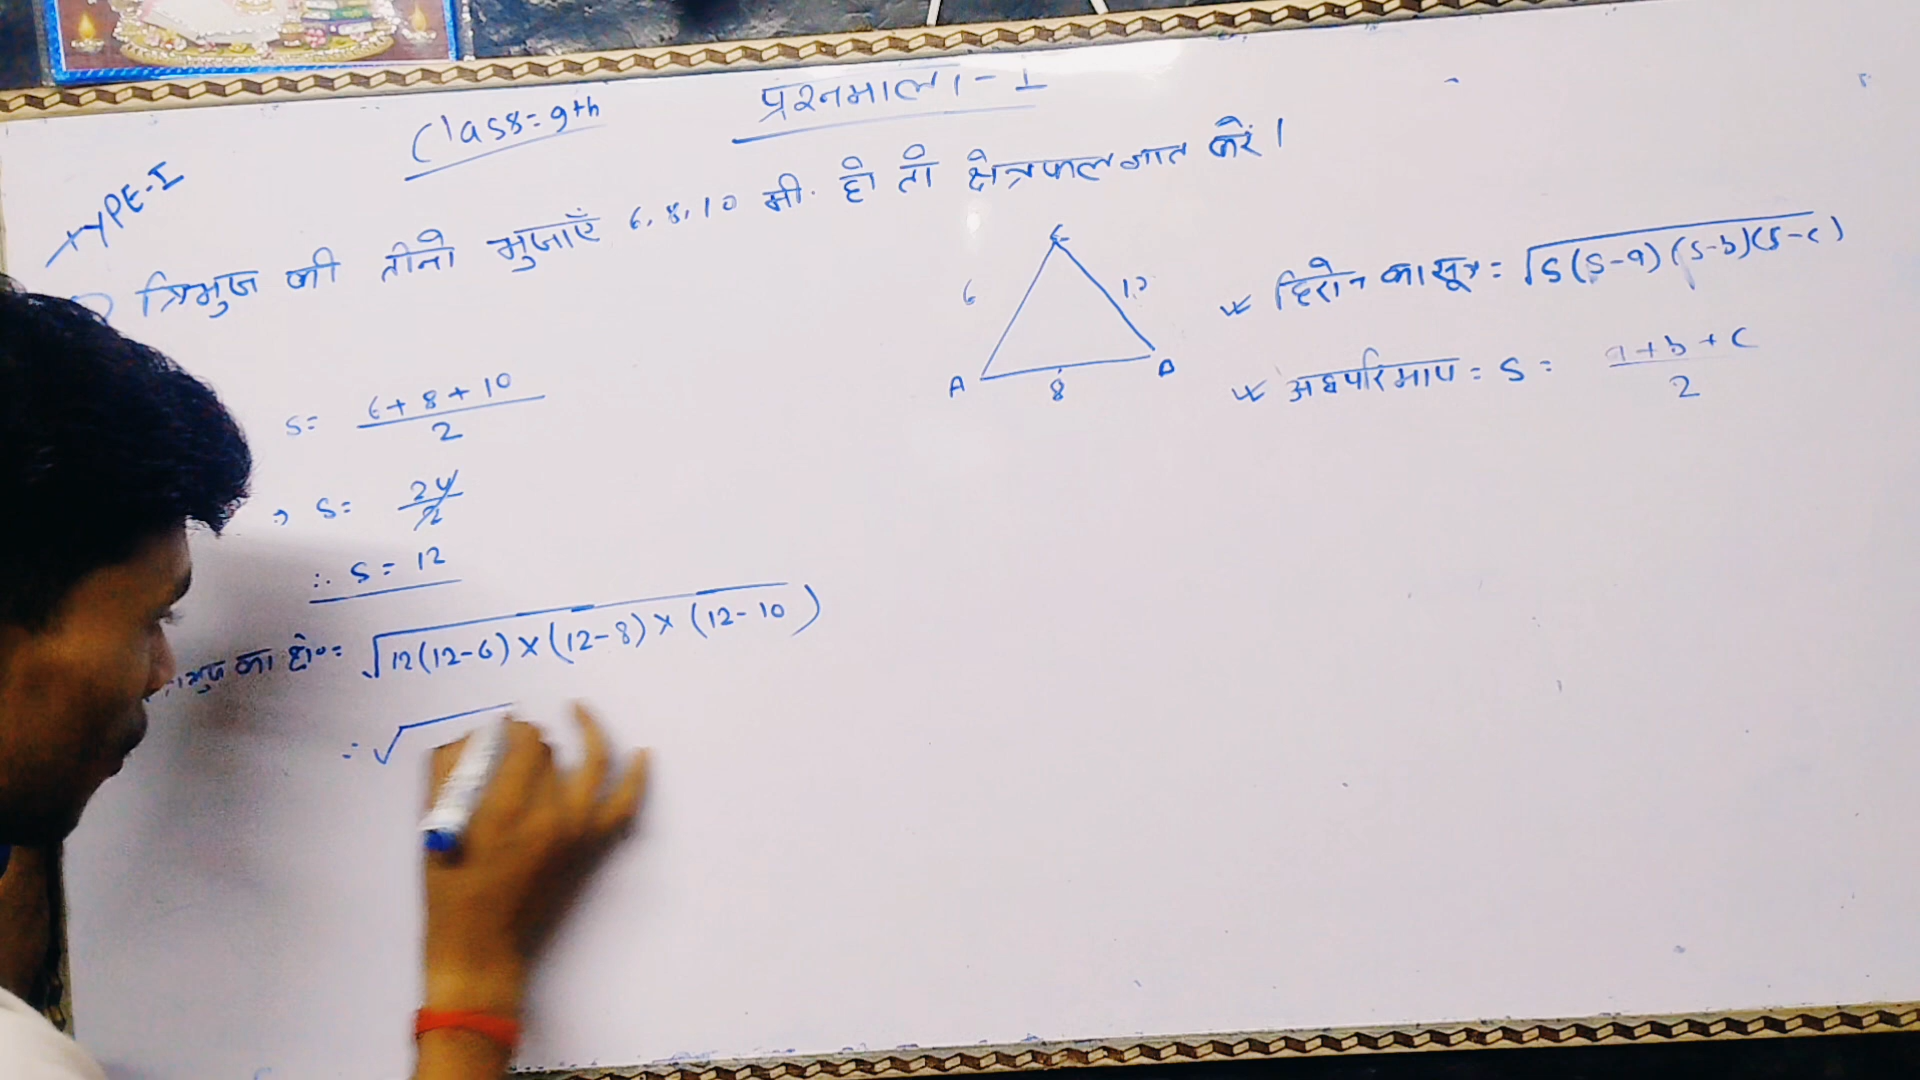 Class=9th
प्रश्नमाला-I
TYPE-I
त्रिभुज की तीनो भुजाएँ 6,8,10 मी. हो तो क्षेत्रफल ज्ञात करें।
C
6
10
A
8
B
* हिरोन का सूत्र = √S(S-a)(S-b)(S-c)
* अर्धपरिमाप = S = a+b+c
2
S= 6+8+10
2
⇒ S= 24
2
∴ S = 12
का क्षे०= √12(12-6)×(12-8)×(12-10)
= √